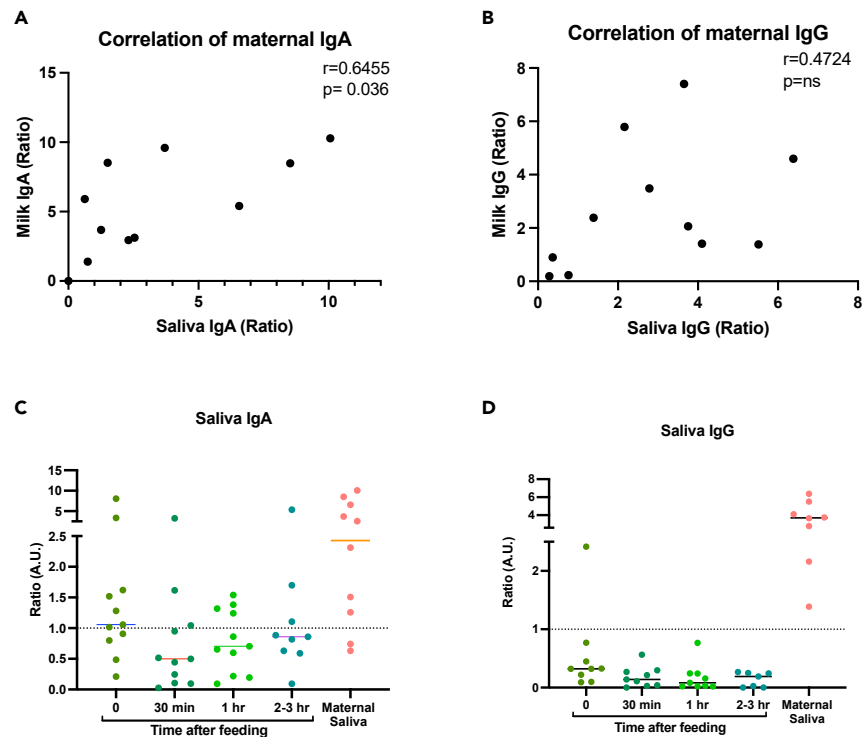 A
Correlation of maternal IgA
r=0.6455
p= 0.036
15
10
5
0
Milk IgA (Ratio)
0
5
10
Saliva IgA (Ratio)
B
Correlation of maternal IgG
r=0.4724
p=ns
8
6
4
2
0
Milk IgG (Ratio)
0
2
4
6
8
Saliva IgG (Ratio)
C
Saliva IgA
15
10
5
2.5
2.0
1.5
1.0
0.5
0.0
Ratio (A.U.)
0
30 min
1 hr
2-3 hr
Maternal
Saliva
Time after feeding
D
Saliva IgG
8
6
4
2
1
0
Ratio (A.U.)
0
30 min
1 hr
2-3 hr
Maternal
Saliva
Time after feeding